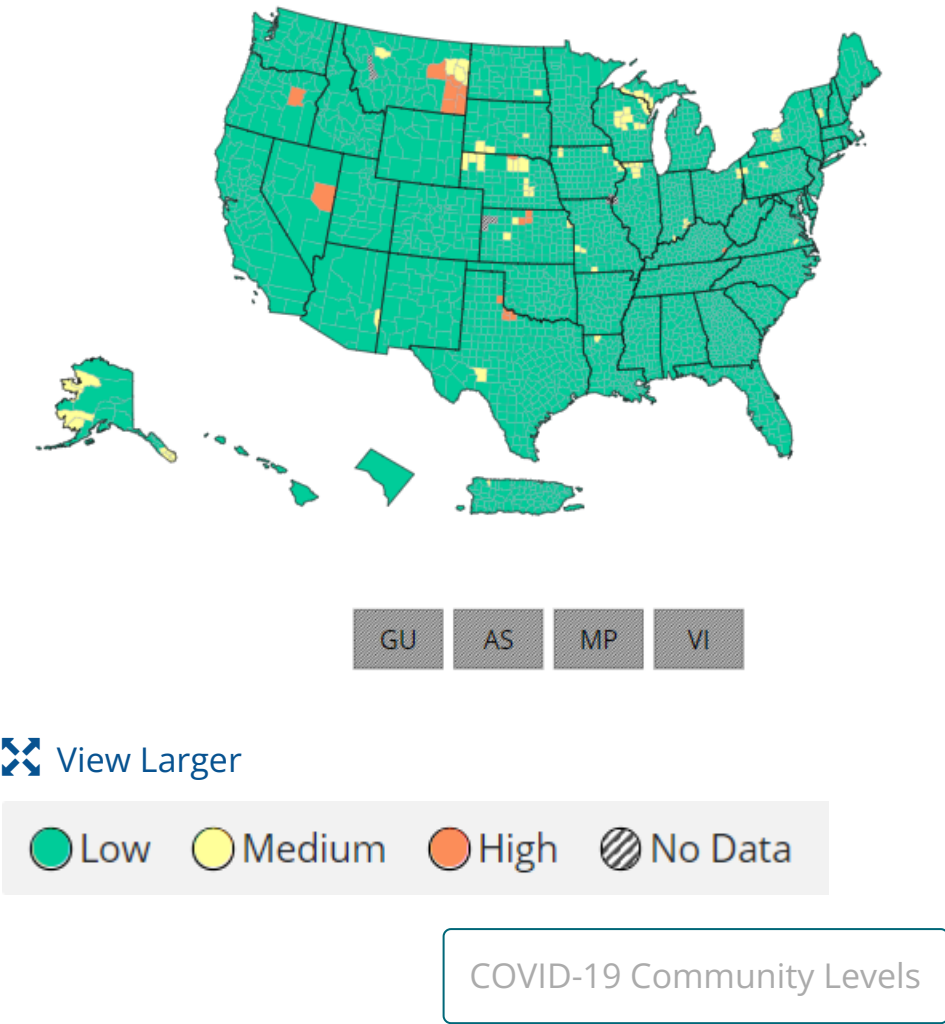 GU AS MP VI
View Larger
Low Medium High No Data
COVID-19 Community Levels